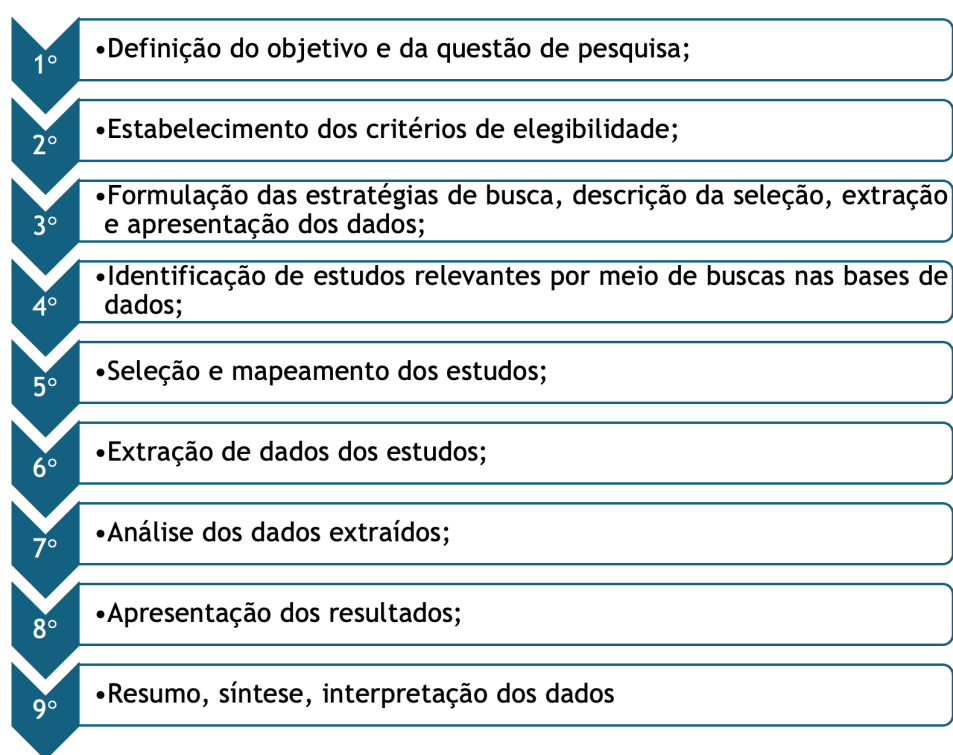 1° •Definição do objetivo e da questão de pesquisa;
2° •Estabelecimento dos critérios de elegibilidade;
3° •Formulação das estratégias de busca, descrição da seleção, extração
e apresentação dos dados;
4° •Identificação de estudos relevantes por meio de buscas nas bases de
dados;
5° •Seleção e mapeamento dos estudos;
6° •Extração de dados dos estudos;
7° •Análise dos dados extraídos;
8° •Apresentação dos resultados;
9° •Resumo, síntese, interpretação dos dados